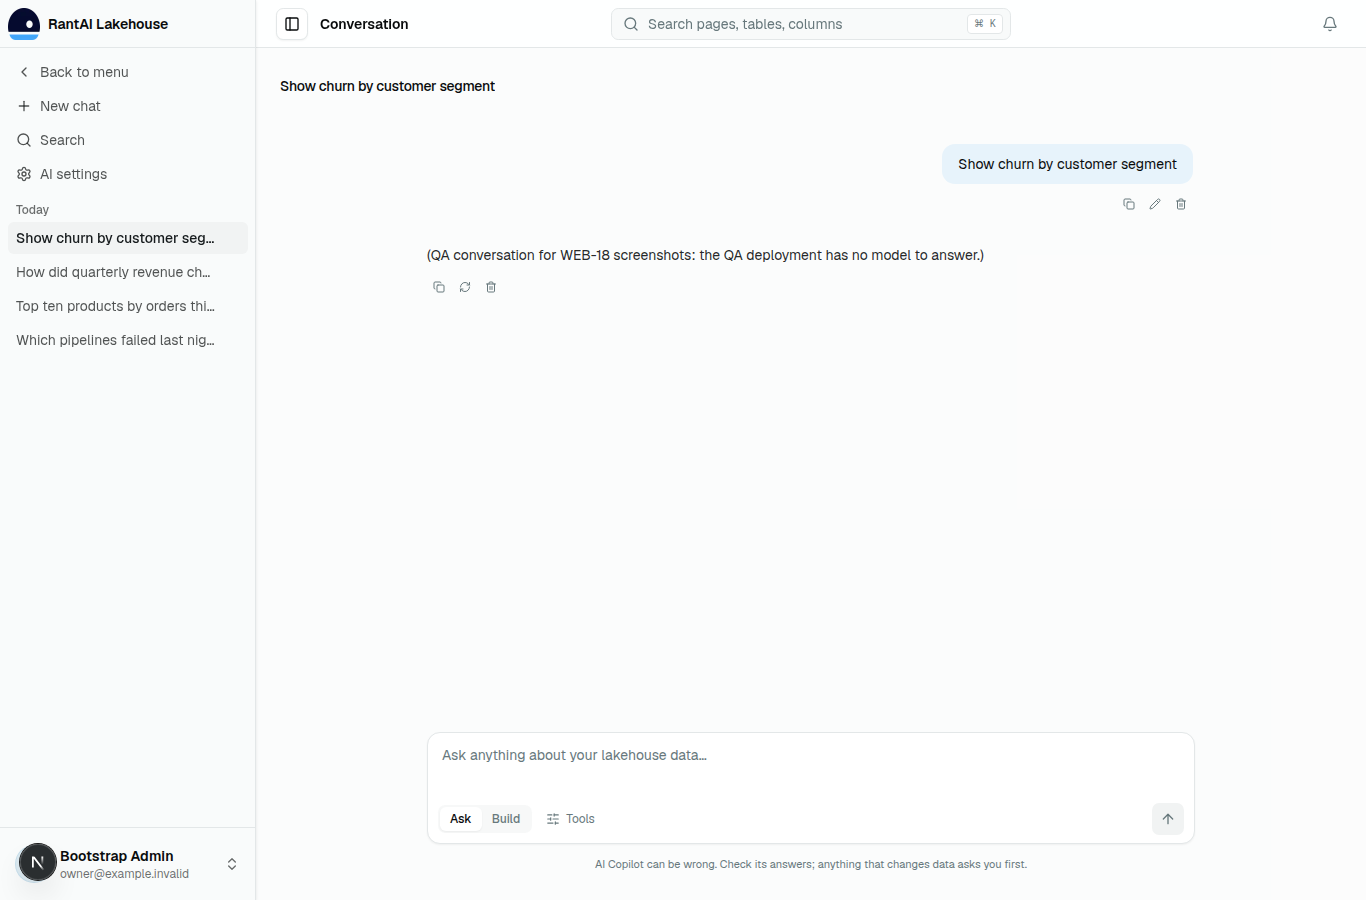 RantAI Lakehouse
Conversation
Search pages, tables, columns
⌘ K
Back to menu
New chat
Search
AI settings
Today
Show churn by customer seg…
How did quarterly revenue ch…
Top ten products by orders thi…
Which pipelines failed last nig…
Show churn by customer segment
Show churn by customer segment
(QA conversation for WEB-18 screenshots: the QA deployment has no model to answer.)
Ask anything about your lakehouse data…
Ask
Build
Tools
AI Copilot can be wrong. Check its answers; anything that changes data asks you first.
N
Bootstrap Admin
owner@example.invalid